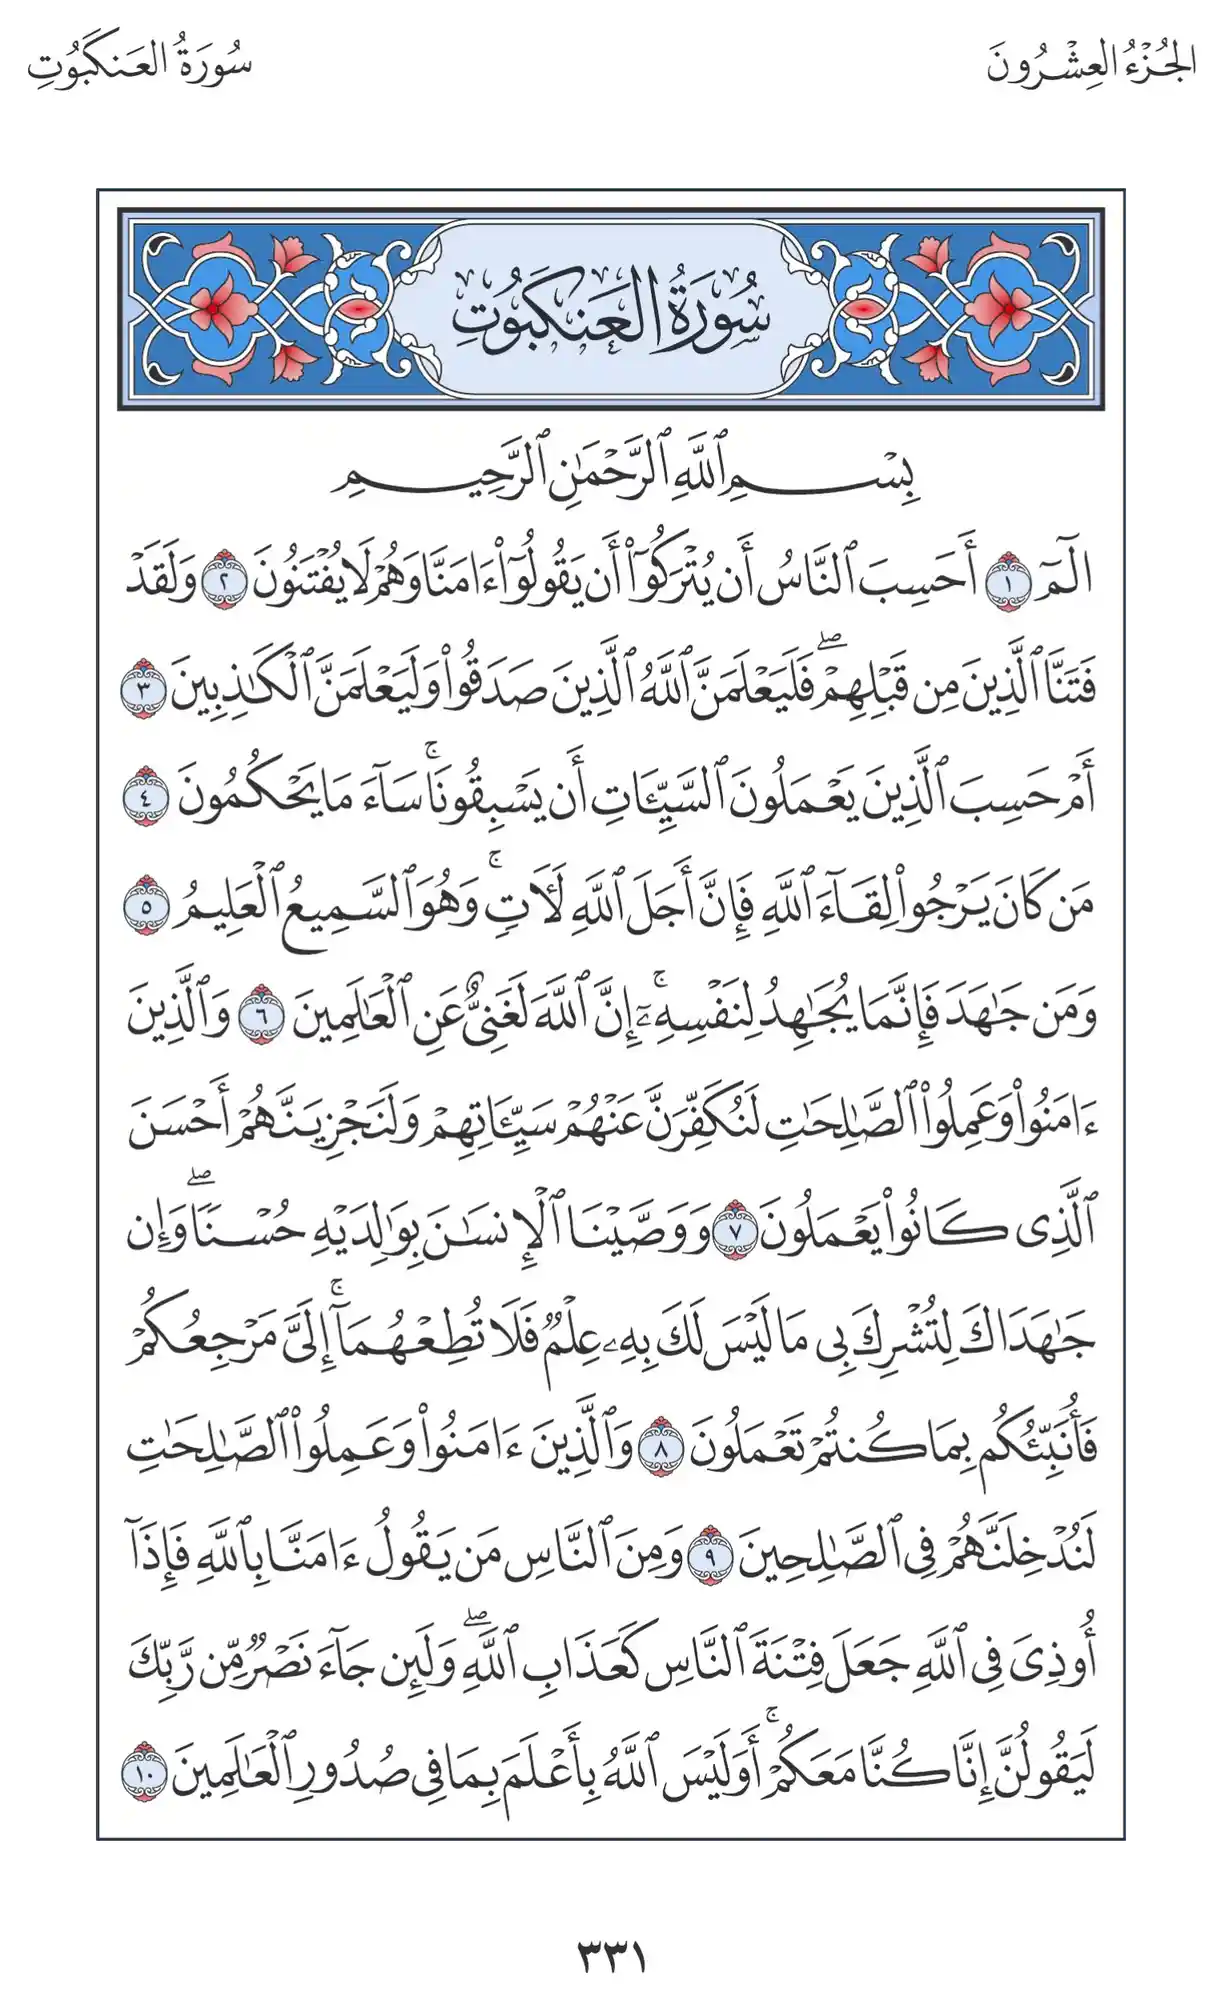 الجُزْءُ العِشْرُونَ
سُورَةُ العَنكَبُوتِ
سُورَةُ العَنكَبُوتِ
بِسْمِ ٱللَّهِ ٱلرَّحْمَٰنِ ٱلرَّحِيمِ
الٓمٓ ١ أَحَسِبَ ٱلنَّاسُ أَن يُتْرَكُوٓا۟ أَن يَقُولُوٓا۟ ءَامَنَّا وَهُمْ لَا يُفْتَنُونَ ٢ وَلَقَدْ
فَتَنَّا ٱلَّذِينَ مِن قَبْلِهِمْ ۖ فَلَيَعْلَمَنَّ ٱللَّهُ ٱلَّذِينَ صَدَقُوا۟ وَلَيَعْلَمَنَّ ٱلْكَٰذِبِينَ ٣
أَمْ حَسِبَ ٱلَّذِينَ يَعْمَلُونَ ٱلسَّيِّـَٔاتِ أَن يَسْبِقُونَا ۚ سَآءَ مَا يَحْكُمُونَ ٤
مَن كَانَ يَرْجُوا۟ لِقَآءَ ٱللَّهِ فَإِنَّ أَجَلَ ٱللَّهِ لَـَٔاتٍ ۚ وَهُوَ ٱلسَّمِيعُ ٱلْعَلِيمُ ٥
وَمَن جَٰهَدَ فَإِنَّمَا يُجَٰهِدُ لِنَفْسِهِۦٓ ۚ إِنَّ ٱللَّهَ لَغَنِىٌّ عَنِ ٱلْعَٰلَمِينَ ٦ وَٱلَّذِينَ
ءَامَنُوا۟ وَعَمِلُوا۟ ٱلصَّٰلِحَٰتِ لَنُكَفِّرَنَّ عَنْهُمْ سَيِّـَٔاتِهِمْ وَلَنَجْزِيَنَّهُمْ أَحْسَنَ
ٱلَّذِى كَانُوا۟ يَعْمَلُونَ ٧ وَوَصَّيْنَا ٱلْإِنسَٰنَ بِوَٰلِدَيْهِ حُسْنًا ۖ وَإِن
جَٰهَدَاكَ لِتُشْرِكَ بِى مَا لَيْسَ لَكَ بِهِۦ عِلْمٌ فَلَا تُطِعْهُمَآ ۚ إِلَىَّ مَرْجِعُكُمْ
فَأُنَبِّئُكُم بِمَا كُنتُمْ تَعْمَلُونَ ٨ وَٱلَّذِينَ ءَامَنُوا۟ وَعَمِلُوا۟ ٱلصَّٰلِحَٰتِ
لَنُدْخِلَنَّهُمْ فِى ٱلصَّٰلِحِينَ ٩ وَمِنَ ٱلنَّاسِ مَن يَقُولُ ءَامَنَّا بِٱللَّهِ فَإِذَآ
أُوذِىَ فِى ٱللَّهِ جَعَلَ فِتْنَةَ ٱلنَّاسِ كَعَذَابِ ٱللَّهِ ۖ وَلَئِن جَآءَ نَصْرٌ مِّن رَّبِّكَ
لَيَقُولُنَّ إِنَّا كُنَّا مَعَكُمْ ۚ أَوَلَيْسَ ٱللَّهُ بِأَعْلَمَ بِمَا فِى صُدُورِ ٱلْعَٰلَمِينَ ١٠
٣٣١